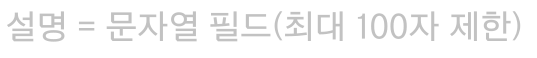 설명 = 문자열 필드(최대 100자 제한)